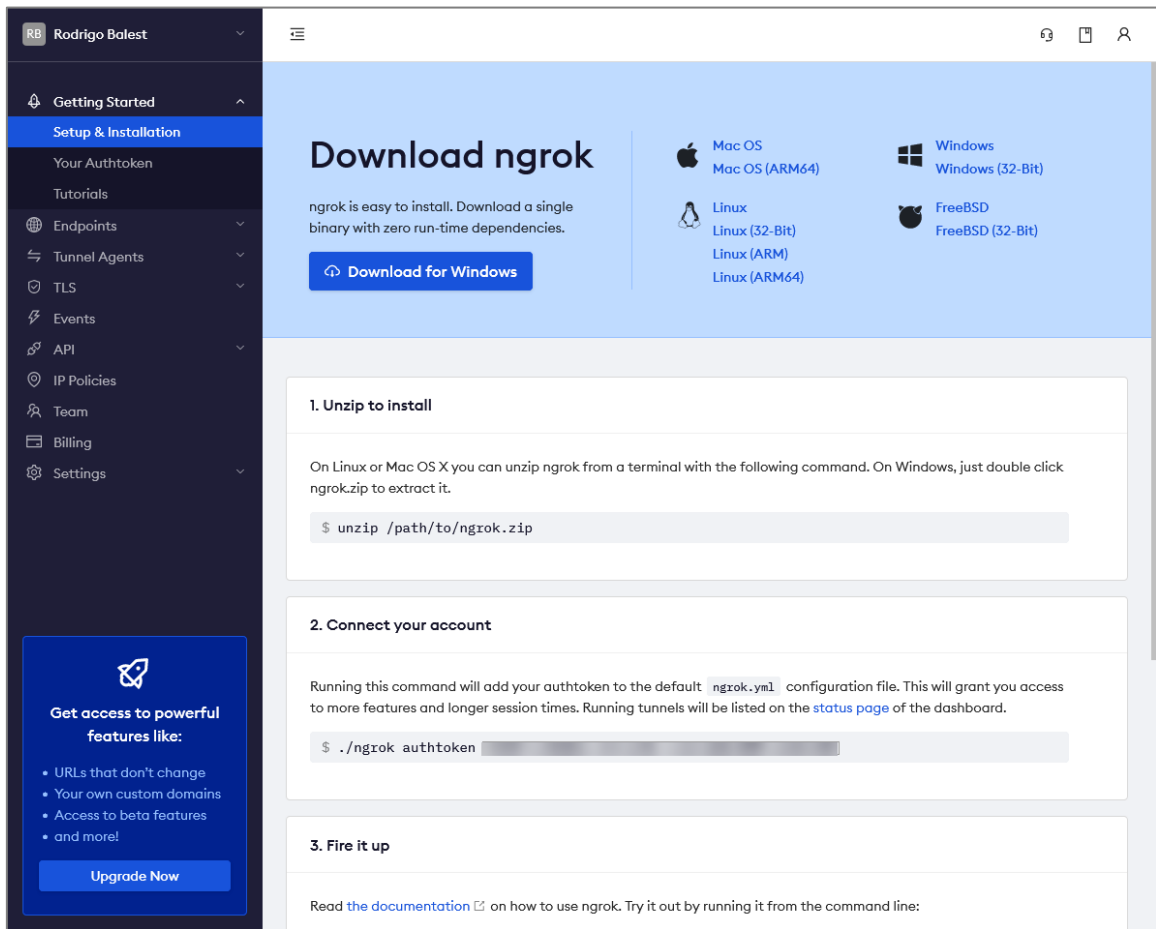 RB Rodrigo Balest
Getting Started
Setup & Installation
Your Authtoken
Tutorials
Endpoints
Tunnel Agents
TLS
Events
API
IP Policies
Team
Billing
Settings
Get access to powerful
features like:
• URLs that don't change
• Your own custom domains
• Access to beta features
• and more!
Upgrade Now
Download ngrok
ngrok is easy to install. Download a single
binary with zero run-time dependencies.
Download for Windows
Mac OS
Mac OS (ARM64)
Linux
Linux (32-Bit)
Linux (ARM)
Linux (ARM64)
Windows
Windows (32-Bit)
FreeBSD
FreeBSD (32-Bit)
1. Unzip to install
On Linux or Mac OS X you can unzip ngrok from a terminal with the following command. On Windows, just double click
ngrok.zip to extract it.
$ unzip /path/to/ngrok.zip
2. Connect your account
Running this command will add your authtoken to the default ngrok.yml configuration file. This will grant you access
to more features and longer session times. Running tunnels will be listed on the status page of the dashboard.
$ ./ngrok authtoken
3. Fire it up
Read the documentation on how to use ngrok. Try it out by running it from the command line: